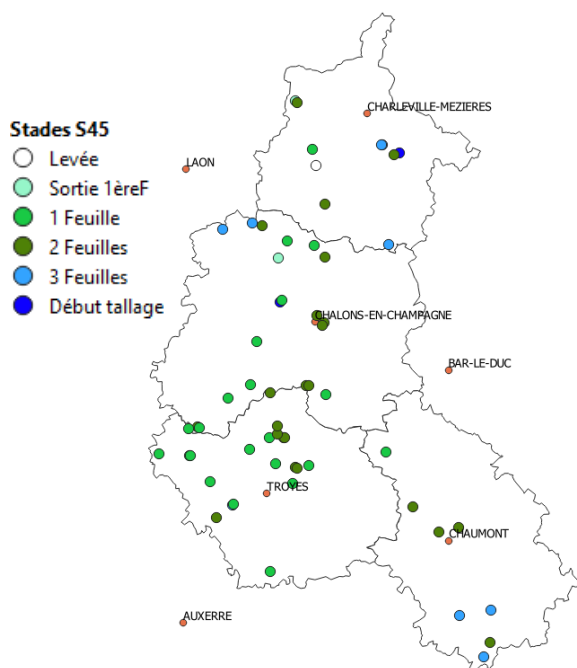 CHARLEVILLE-MEZIERES
Stades S45
Levée
LAON
Sortie 1èreF
1 Feuille
2 Feuilles
3 Feuilles
Début tallage
CHALONS-EN-CHAMPAGNE
BAR-LE-DUC
TROYES
CHAUMONT
AUXERRE